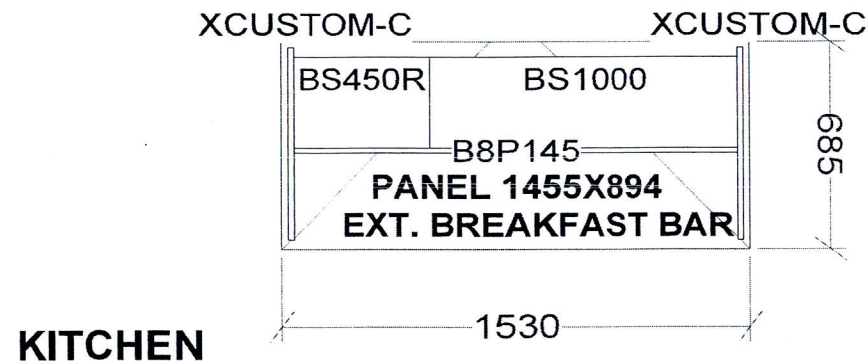 XCUSTOM-C XCUSTOM-C
BS450R BS1000
685
B8P145
PANEL 1455X894
EXT. BREAKFAST BAR
1530
KITCHEN